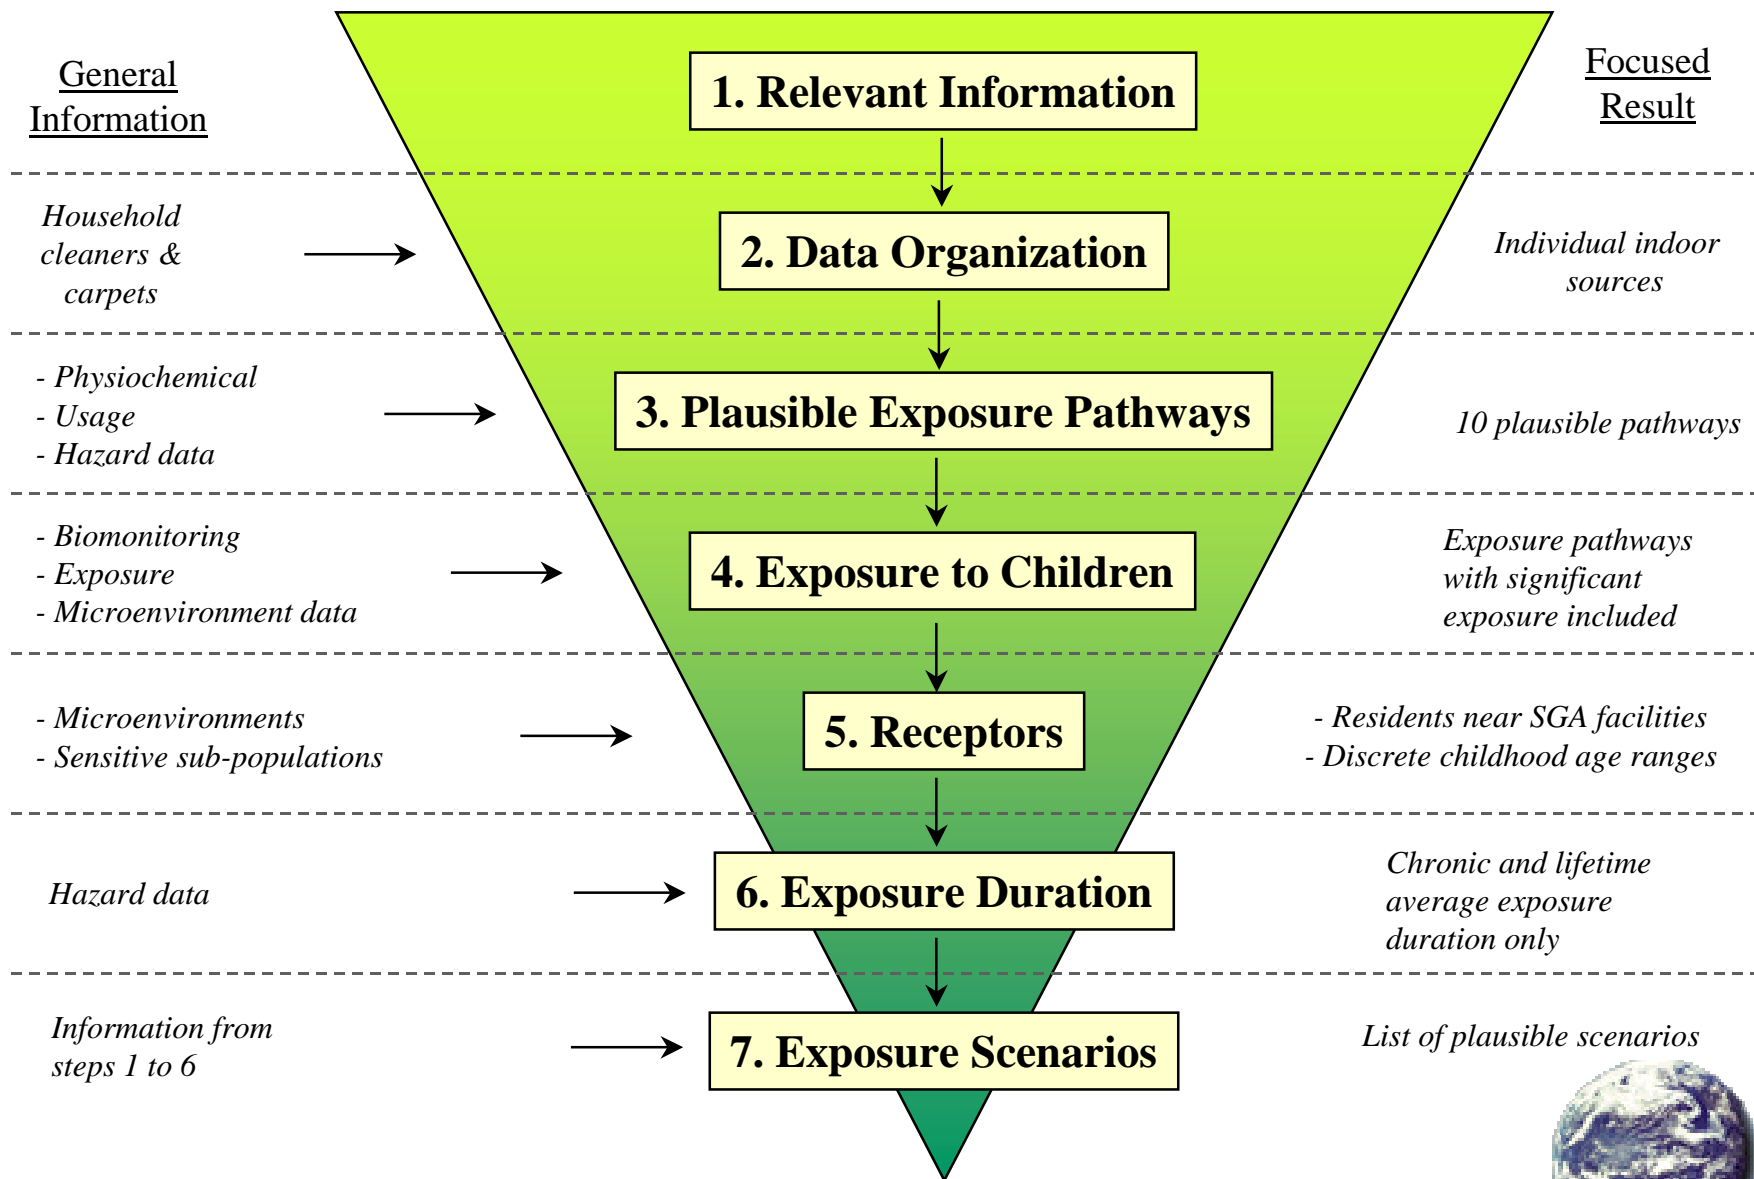 General
Information
1. Relevant Information
Focused
Result
Household
cleaners &
carpets
2. Data Organization
Individual indoor
sources
- Physiochemical
- Usage
- Hazard data
3. Plausible Exposure Pathways
10 plausible pathways
- Biomonitoring
- Exposure
- Microenvironment data
4. Exposure to Children
Exposure pathways
with significant
exposure included
- Microenvironments
- Sensitive sub-populations
5. Receptors
- Residents near SGA facilities
- Discrete childhood age ranges
Hazard data
6. Exposure Duration
Chronic and lifetime
average exposure
duration only
Information from
steps 1 to 6
7. Exposure Scenarios
List of plausible scenarios